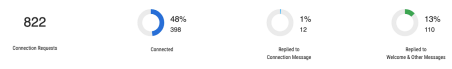 822
Connection Requests
48%
398
Connected
1%
12
Replied to
Connection Message
13%
110
Replied to
Welcome & Other Messages